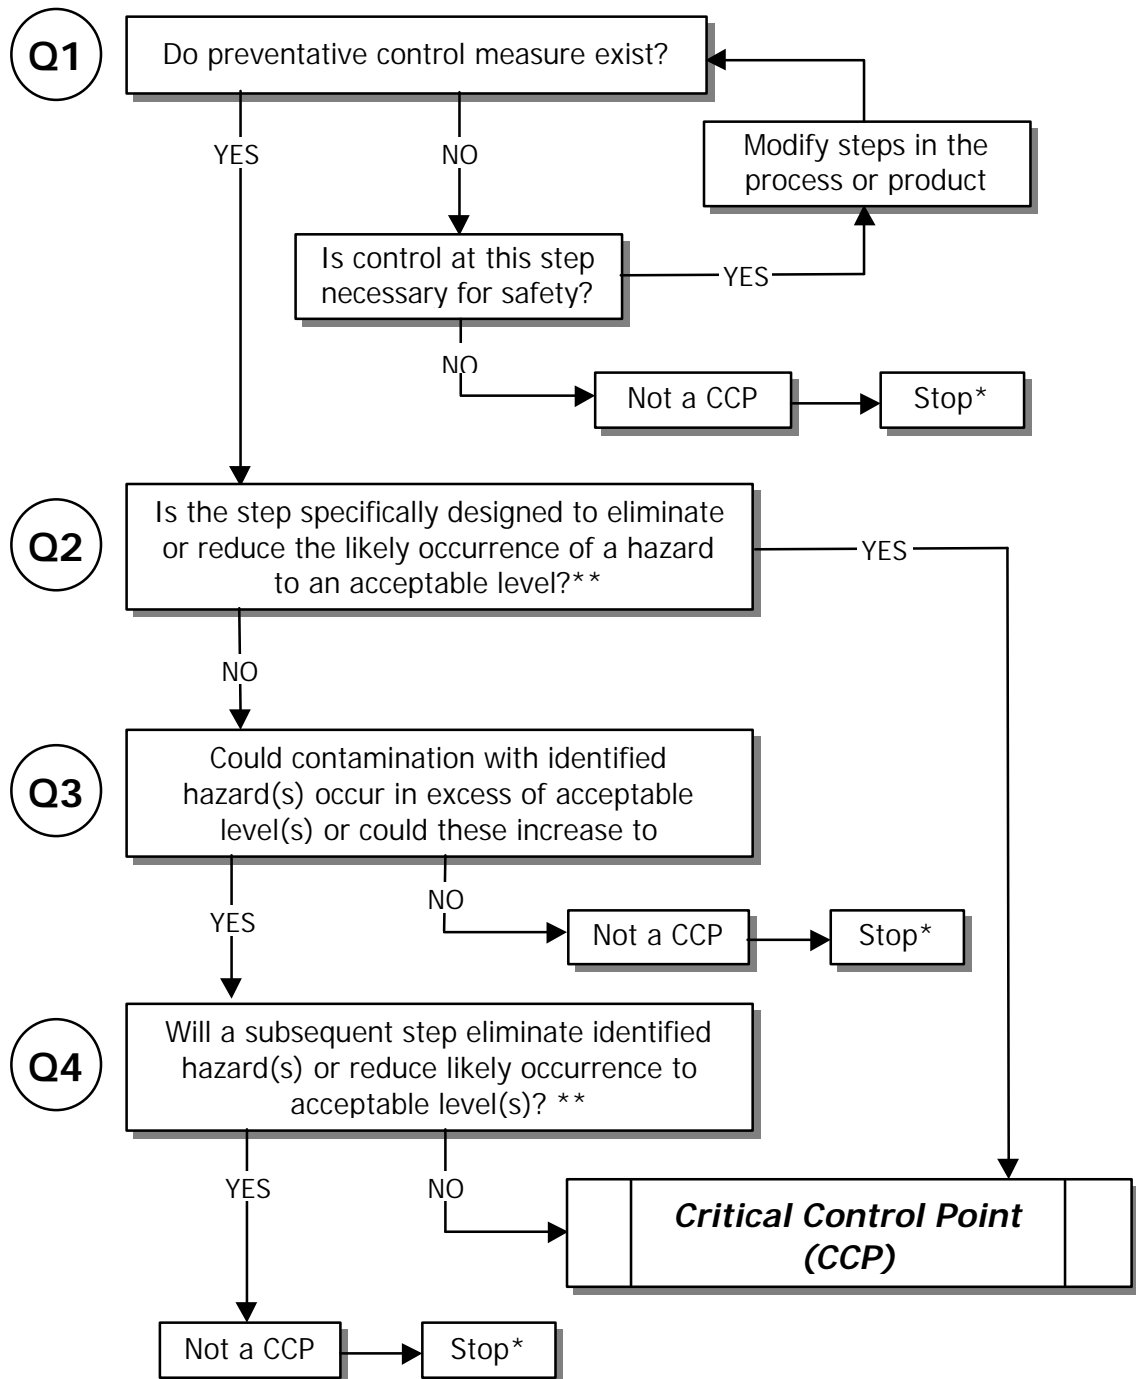 Q1
Do preventative control measure exist?
YES
NO
Modify steps in the
process or product
Is control at this step
necessary for safety?
YES
NO
Not a CCP
Stop*
Q2
Is the step specifically designed to eliminate
or reduce the likely occurrence of a hazard
to an acceptable level?**
YES
NO
Q3
Could contamination with identified
hazard(s) occur in excess of acceptable
level(s) or could these increase to
YES
NO
Not a CCP
Stop*
Q4
Will a subsequent step eliminate identified
hazard(s) or reduce likely occurrence to
acceptable level(s)? **
YES
NO
Critical Control Point
(CCP)
Not a CCP
Stop*